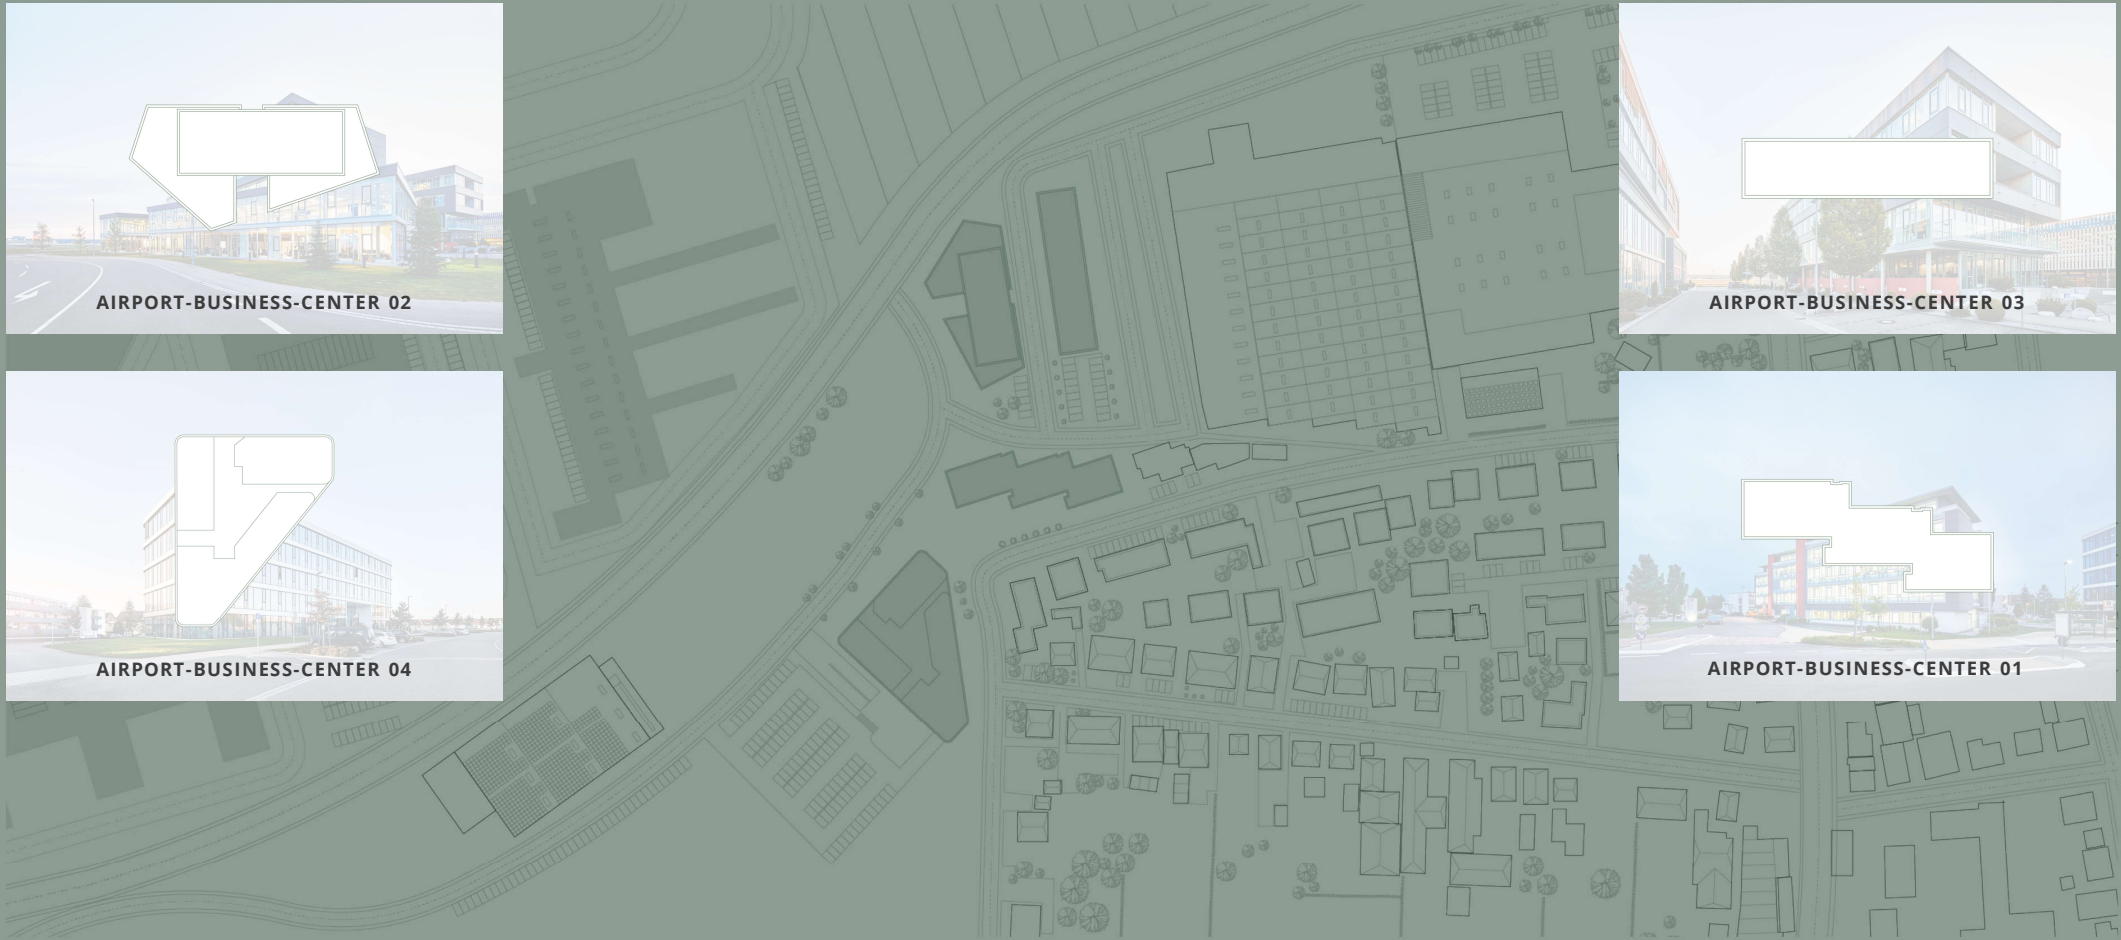 AIRPORT-BUSINESS-CENTER 02
AIRPORT-BUSINESS-CENTER 03
AIRPORT-BUSINESS-CENTER 04
AIRPORT-BUSINESS-CENTER 01